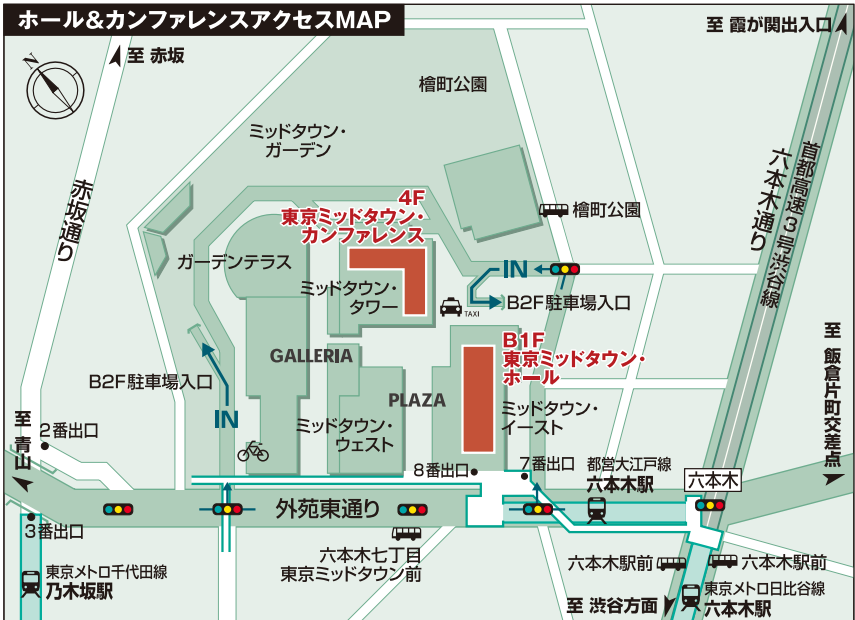 ホール&カンファレンスアクセスMAP
至 霞が関出入口
至 赤坂
N
檜町公園
ミッドタウン・
ガーデン
首都高速3号渋谷線
六本木通り
赤坂通り
4F
東京ミッドタウン・
カンファレンス
檜町公園
ガーデンテラス
IN
ミッドタウン・
タワー
B2F駐車場入口
TAXI
B1F
東京ミッドタウン・
ホール
GALLERIA
至 飯倉片町交差点
B2F駐車場入口
IN
PLAZA
ミッドタウン・
イースト
ミッドタウン・
ウェスト
至 青山
2番出口
8番出口
7番出口
都営大江戸線
六本木駅
六本木
外苑東通り
3番出口
六本木七丁目
東京ミッドタウン前
六本木駅前
六本木駅前
東京メトロ千代田線
乃木坂駅
東京メトロ日比谷線
六本木駅
至 渋谷方面